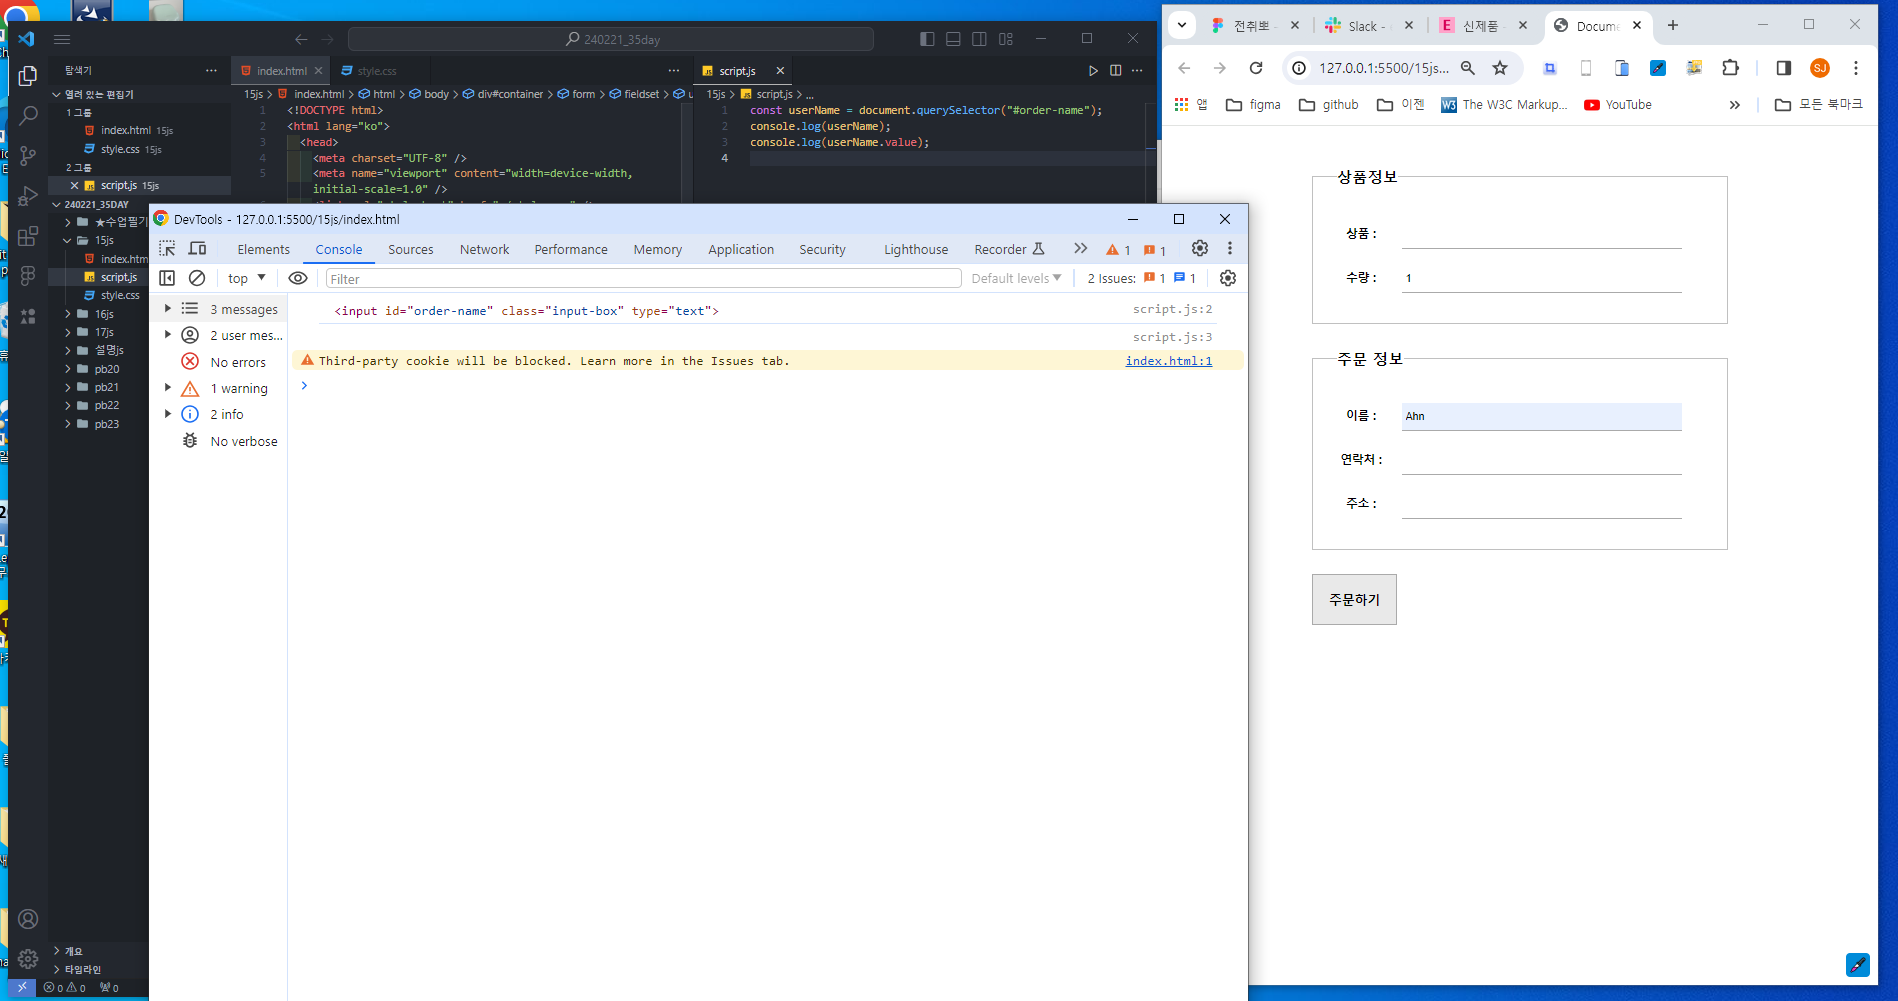 240221_35day
탐색기
열려 있는 편집기
1 그룹
index.html 15js
style.css 15js
2 그룹
script.js 15js
240221_35DAY
★수업필기
15js
index.htm
script.js
style.css
16js
17js
설명js
pb20
pb21
pb22
pb23
개요
타임라인
0 0 0
index.html
style.css
15js > index.html > html > body > div#container > form > fieldset >
1 <!DOCTYPE html>
2 <html lang="ko">
3 <head>
4 <meta charset="UTF-8" />
5 <meta name="viewport" content="width=device-width,
initial-scale=1.0" />
script.js
15js > script.js > ...
1 const userName = document.querySelector("#order-name");
2 console.log(userName);
3 console.log(userName.value);
4
DevTools - 127.0.0.1:5500/15js/index.html
Elements Console Sources Network Performance Memory Application Security Lighthouse Recorder 1 1
top Filter Default levels 2 Issues: 1 1
3 messages
2 user mes...
No errors
1 warning
2 info
No verbose
<input id="order-name" class="input-box" type="text"> script.js:2
script.js:3
Third-party cookie will be blocked. Learn more in the Issues tab. index.html:1
전취뽀 -
Slack -
신제품
Docume
127.0.0.1:5500/15js...
SJ
앱 figma github 이젠 W3 The W3C Markup... YouTube 모든 북마크
상품정보
상품 :
수량 : 1
주문 정보
이름 : Ahn
연락처 :
주소 :
주문하기